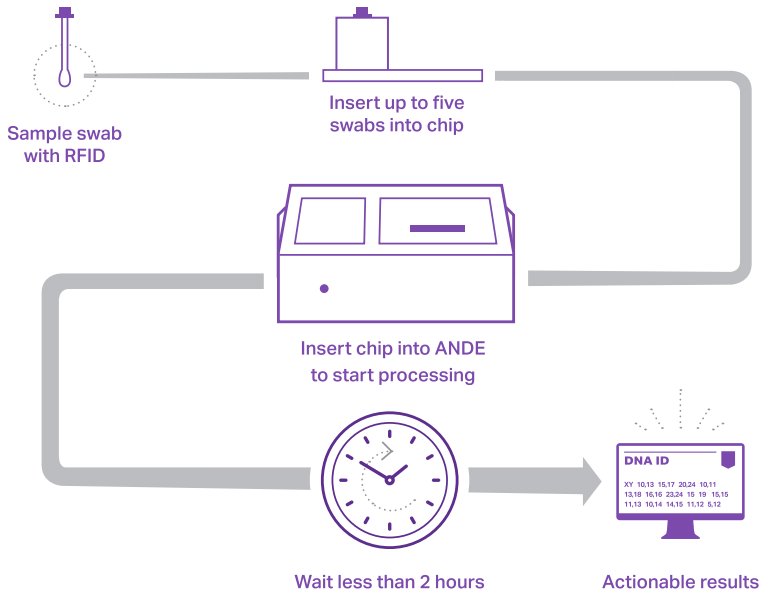 Sample swab
with RFID
Insert up to five
swabs into chip
Insert chip into ANDE
to start processing
Wait less than 2 hours
DNA ID
XY 10,13 15,17 20,24 10,11
13,18 16,16 23,24 15 19 15,15
11,13 10,14 14,15 11,12 5,12
Actionable results